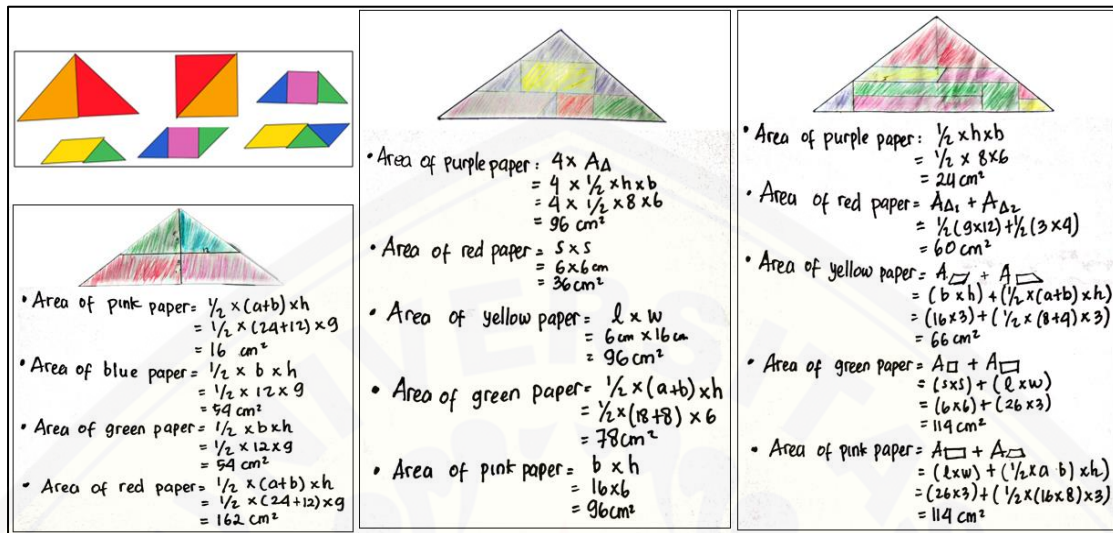 • Area of pink paper = 1/2 × (a+b) × h
= 1/2 × (24+12) × 9
= 16 cm²
• Area of blue paper = 1/2 × b × h
= 1/2 × 12 × 9
= 54 cm²
• Area of green paper = 1/2 × b × h
= 1/2 × 12 × 9
= 54 cm²
• Area of red paper = 1/2 × (a+b) × h
= 1/2 × (24+12) × 9
= 162 cm²
• Area of purple paper = 4 × A△
= 4 × 1/2 × h × b
= 4 × 1/2 × 8 × 6
= 96 cm²
• Area of red paper = s × s
= 6 × 6 cm
= 36 cm²
• Area of yellow paper = l × w
= 6 cm × 16 cm
= 96 cm²
• Area of green paper = 1/2 × (a+b) × h
= 1/2 × (18+8) × 6
= 78 cm²
• Area of pink paper = b × h
= 16 × 6
= 96 cm²
• Area of purple paper = 1/2 × h × b
= 1/2 × 8 × 6
= 24 cm²
• Area of red paper = A△1 + A△2
= 1/2 (9×12) + 1/2 (3×4)
= 60 cm²
• Area of yellow paper = A▱ + A⏢
= (b × h) + (1/2 × (a+b) × h)
= (16×3) + (1/2 × (8+4) × 3)
= 66 cm²
• Area of green paper = A□ + A▭
= (s×s) + (l×w)
= (6×6) + (26×3)
= 114 cm²
• Area of pink paper = A▭ + A⏢
= (l×w) + (1/2 × a b) × h)
= (26×3) + (1/2 × (16×8) × 3)
= 114 cm²